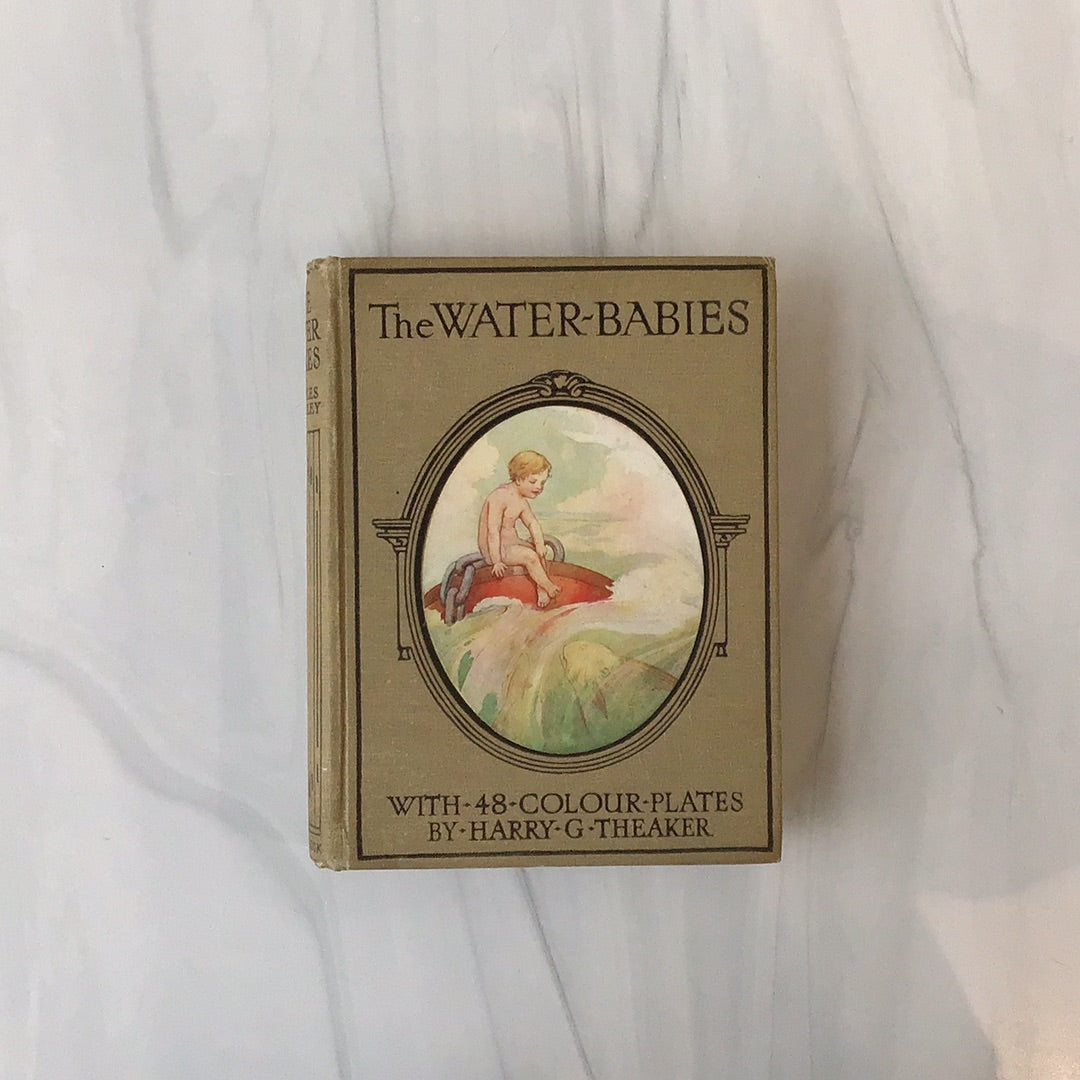 The WATER-BABIES
WITH·48·COLOUR·PLATES
BY·HARRY·G·THEAKER